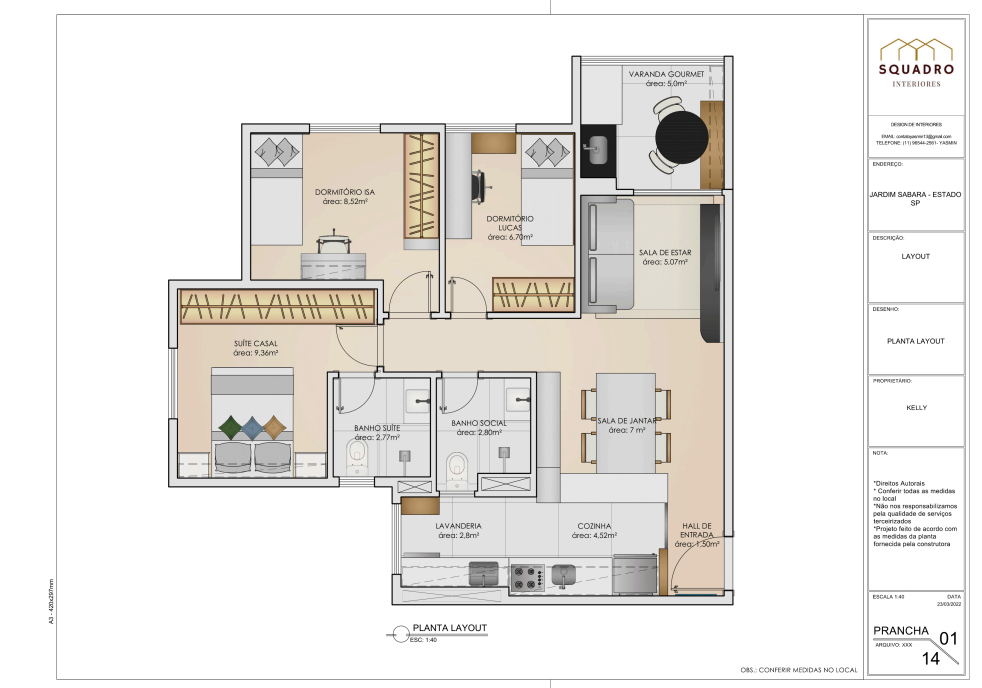 VARANDA GOURMET
área: 5,0m²
DORMITÓRIO ISA
área: 8,52m²
DORMITÓRIO
LUCAS
área: 6,70m²
SALA DE ESTAR
área: 5.07m²
SUÍTE CASAL
área: 9,36m²
BANHO SUÍTE
área: 2,77m²
BANHO SOCIAL
área: 2,80m²
SALA DE JANTAR
área: 7 m²
LAVANDERIA
área: 2,8m²
COZINHA
área: 4,52m²
HALL DE
ENTRADA
área: 1,50m²
PLANTA LAYOUT
ESC: 1:40
OBS.: CONFERIR MEDIDAS NO LOCAL
A3 - 420x297mm
SQUADRO
INTERIORES
DESIGN DE INTERIORES
EMAIL: contatoyasmin13@gmail.com
TELEFONE: (11) 96544-2561- YASMIN
ENDEREÇO:
JARDIM SABARA - ESTADO
SP
DESCRIÇÃO:
LAYOUT
DESENHO:
PLANTA LAYOUT
PROPRIETÁRIO:
KELLY
NOTA:
*Direitos Autorais
* Conferir todas as medidas
no local
*Não nos responsabilizamos
pela qualidade de serviços
terceirizados
*Projeto feito de acordo com
as medidas da planta
fornecida pela construtora
ESCALA 1:40 DATA
23/03/2022
PRANCHA 01
ARQUIVO: XXX
14